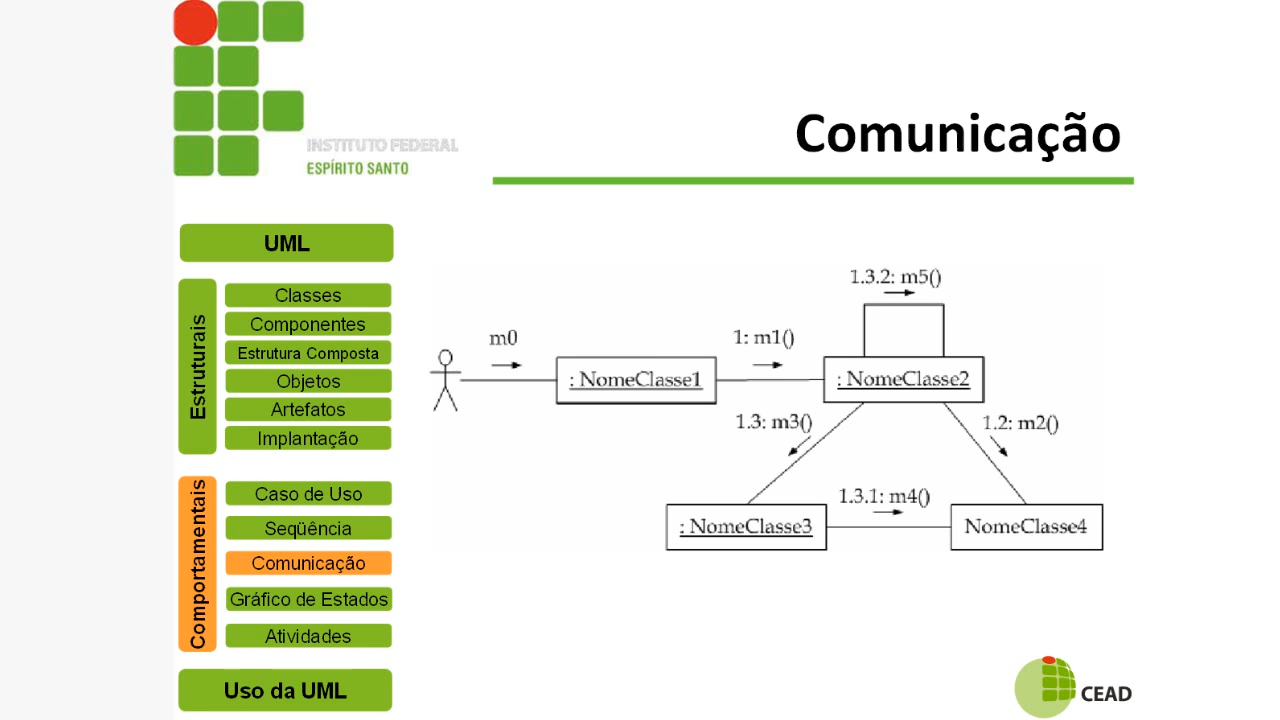 INSTITUTO FEDERAL
ESPÍRITO SANTO
Comunicação
UML
Estruturais
Classes
Componentes
Estrutura Composta
Objetos
Artefatos
Implantação
Comportamentais
Caso de Uso
Seqüência
Comunicação
Gráfico de Estados
Atividades
Uso da UML
1.3.2: m5()
m0
1: m1()
: NomeClasse1
: NomeClasse2
1.3: m3()
1.2: m2()
1.3.1: m4()
: NomeClasse3
NomeClasse4
CEAD